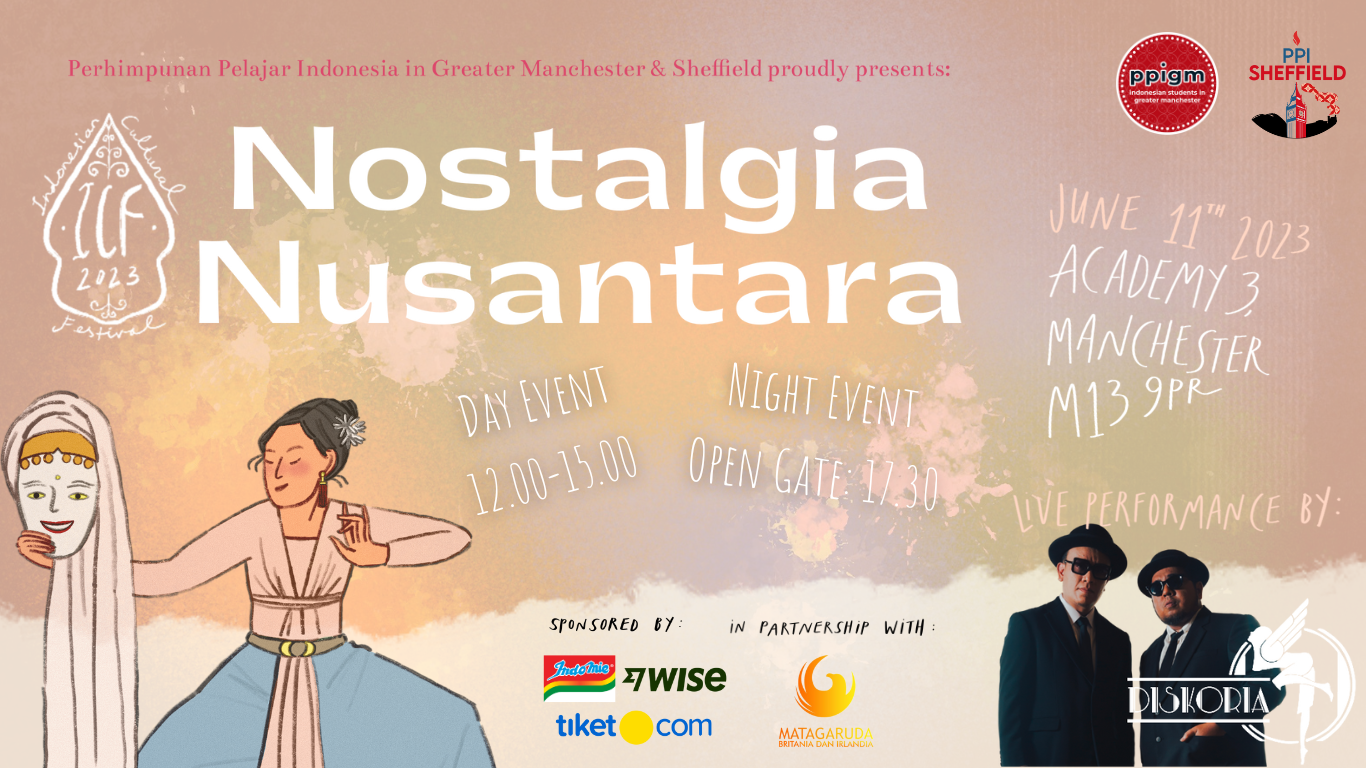 Perhimpunan Pelajar Indonesia in Greater Manchester & Sheffield proudly presents:
ppigm
indonesian students in
greater manchester
PPI
SHEFFIELD
Indonesian Cultural
ICF
2023
Festival
Nostalgia
Nusantara
JUNE 11TH 2023
ACADEMY 3,
MANCHESTER
M13 9PR
DAY EVENT
12.00-15.00
NIGHT EVENT
OPEN GATE: 17.30
LIVE PERFORMANCE BY:
DISKORIA
SPONSORED BY:
Indomie
WISE
tiket com
IN PARTNERSHIP WITH:
MATAGARUDA
BRITANIA DAN IRLANDIA